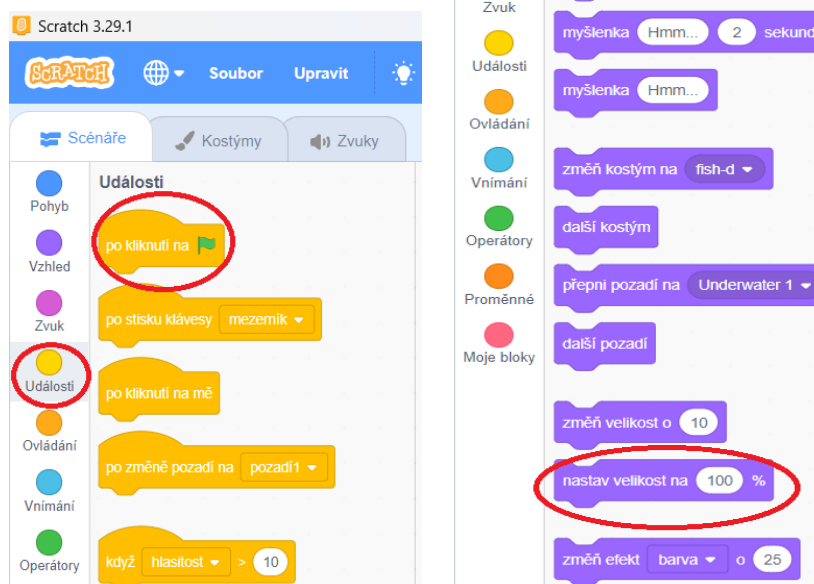 Scratch 3.29.1
SCRATCH
Soubor
Upravit
Scénáře
Kostýmy
Zvuky
Pohyb
Vzhled
Zvuk
Události
Ovládání
Vnímání
Operátory
Události
po kliknutí na
po stisku klávesy mezerník
po kliknutí na mě
po změně pozadí na pozadí1
když hlasitost > 10
Zvuk
Události
Ovládání
Vnímání
Operátory
Proměnné
Moje bloky
myšlenka Hmm... 2 sekund
myšlenka Hmm...
změň kostým na fish-d
další kostým
přepni pozadí na Underwater 1
další pozadí
změň velikost o 10
nastav velikost na 100 %
změň efekt barva o 25